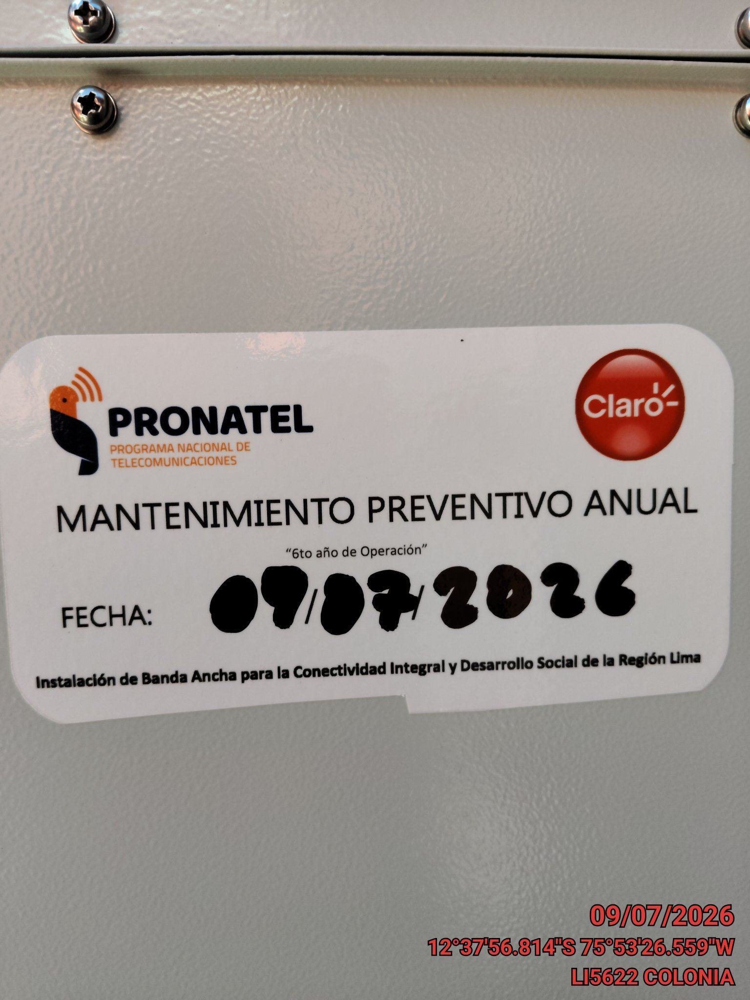 PRONATEL
PROGRAMA NACIONAL DE
TELECOMUNICACIONES
Claro
MANTENIMIENTO PREVENTIVO ANUAL
“6to año de Operación”
FECHA: 09/07/2026
Instalación de Banda Ancha para la Conectividad Integral y Desarrollo Social de la Región Lima
09/07/2026
12°37'56.814"S 75°53'26.559"W
LI5622 COLONIA